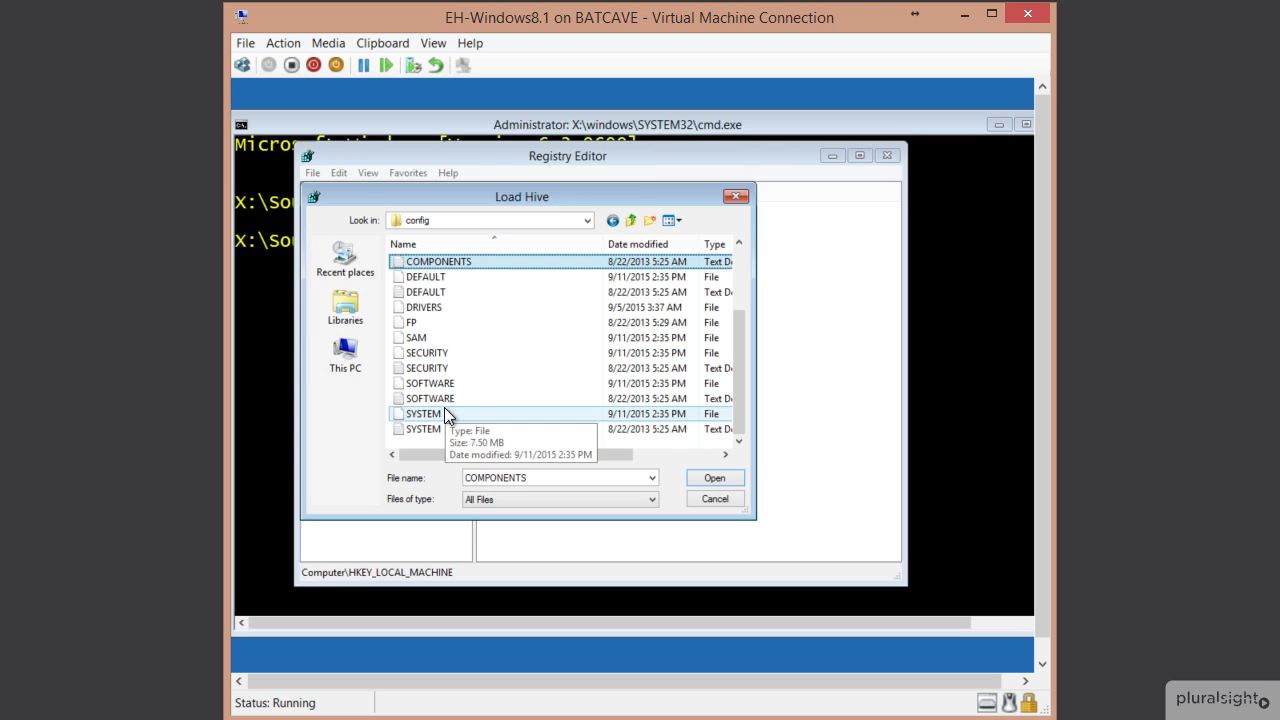 EH-Windows8.1 on BATCAVE - Virtual Machine Connection
File Action Media Clipboard View Help
Administrator: X:\windows\SYSTEM32\cmd.exe
Registry Editor
File Edit View Favorites Help
X:\So
X:\So
Load Hive
Look in: config
Name Date modified Type
Recent places
Libraries
This PC
COMPONENTS 8/22/2013 5:25 AM Text D
DEFAULT 9/11/2015 2:35 PM File
DEFAULT 8/22/2013 5:25 AM Text D
DRIVERS 9/5/2015 3:37 AM File
FP 8/22/2013 5:29 AM File
SAM 9/11/2015 2:35 PM File
SECURITY 9/11/2015 2:35 PM File
SECURITY 8/22/2013 5:25 AM Text D
SOFTWARE 9/11/2015 2:35 PM File
SOFTWARE 8/22/2013 5:25 AM Text D
SYSTEM 9/11/2015 2:35 PM File
SYSTEM 8/22/2013 5:25 AM Text D
Type: File
Size: 7.50 MB
Date modified: 9/11/2015 2:35 PM
File name: COMPONENTS Open
Files of type: All Files Cancel
Computer\HKEY_LOCAL_MACHINE
Status: Running
pluralsight